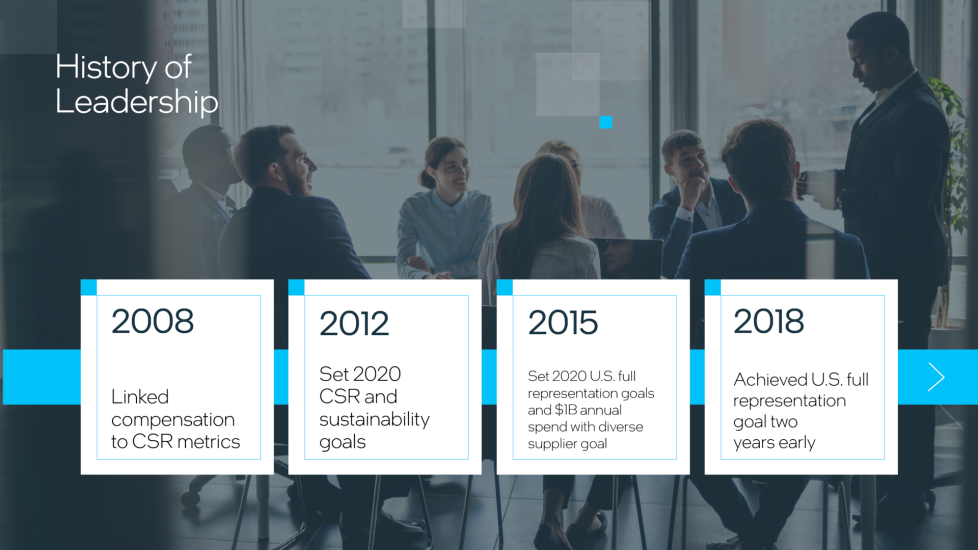 History of
Leadership
2008
Linked
compensation
to CSR metrics
2012
Set 2020
CSR and
sustainability
goals
2015
Set 2020 U.S. full
representation goals
and $1B annual
spend with diverse
supplier goal
2018
Achieved U.S. full
representation
goal two
years early